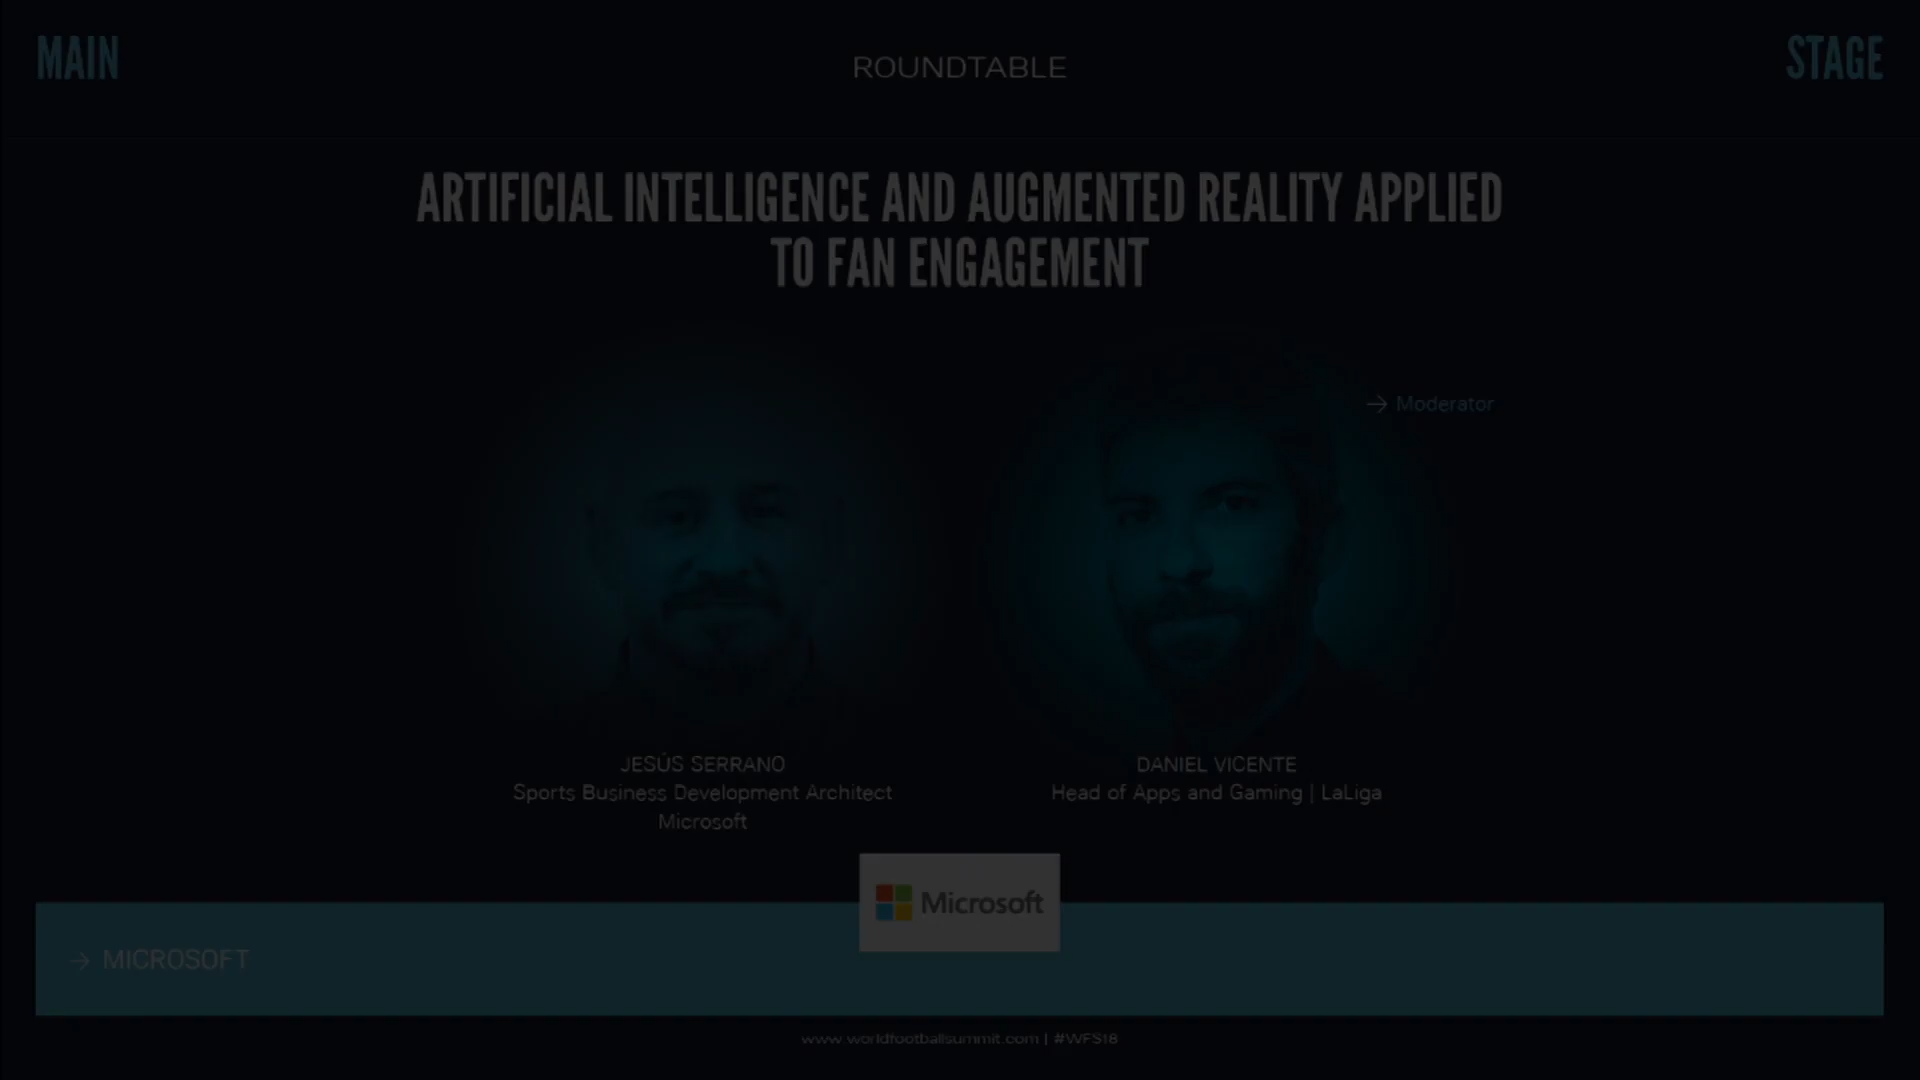 MAIN
ROUNDTABLE
STAGE
ARTIFICIAL INTELLIGENCE AND AUGMENTED REALITY APPLIED
TO FAN ENGAGEMENT
→ Moderator
JESÚS SERRANO
Sports Business Development Architect
Microsoft
DANIEL VICENTE
Head of Apps and Gaming | LaLiga
Microsoft
→ MICROSOFT
www.worldfootballsummit.com | #WFS18